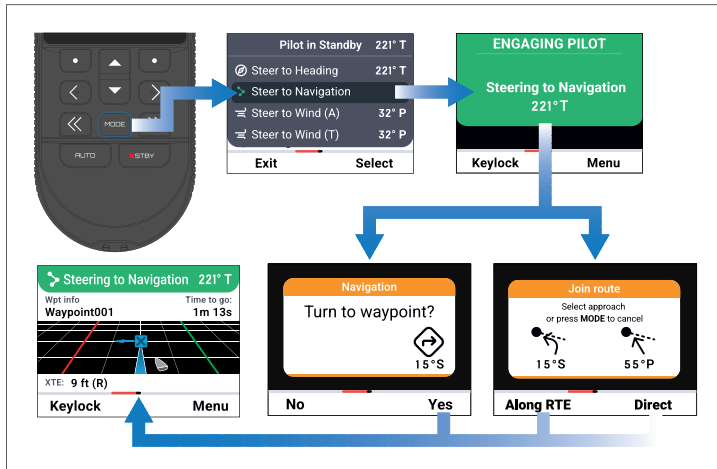 MODE
AUTO
STBY
Pilot in Standby 221° T
Steer to Heading 221° T
Steer to Navigation
Steer to Wind (A) 32° P
Steer to Wind (T) 32° P
Exit Select
ENGAGING PILOT
Steering to Navigation
221°T
Keylock Menu
Steering to Navigation 221° T
Wpt info Time to go:
Waypoint001 1m 13s
XTE: 9 ft (R)
Keylock Menu
Navigation
Turn to waypoint?
15°S
No Yes
Join route
Select approach
or press MODE to cancel
15°S 55°P
Along RTE Direct